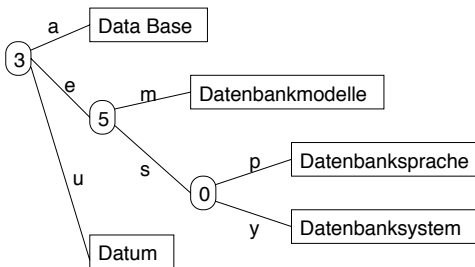 a
Data Base
3
e
m
Datenbankmodelle
5
s
p
Datenbanksprache
u
0
y
Datenbanksystem
Datum